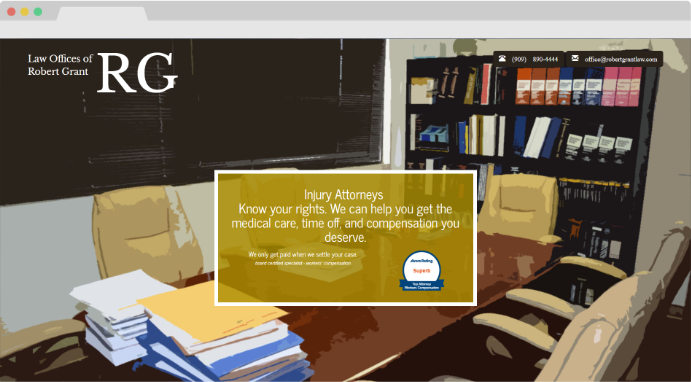 Law Offices of
Robert Grant
RG
(909) 890-4444
office@robertgrantlaw.com
Injury Attorneys
Know your rights. We can help you get the
medical care, time off, and compensation you
deserve.
We only get paid when we settle your case.
board certified specialist - workers' compensation
Avvo Rating
Superb
Top Attorney
Workers' Compensation